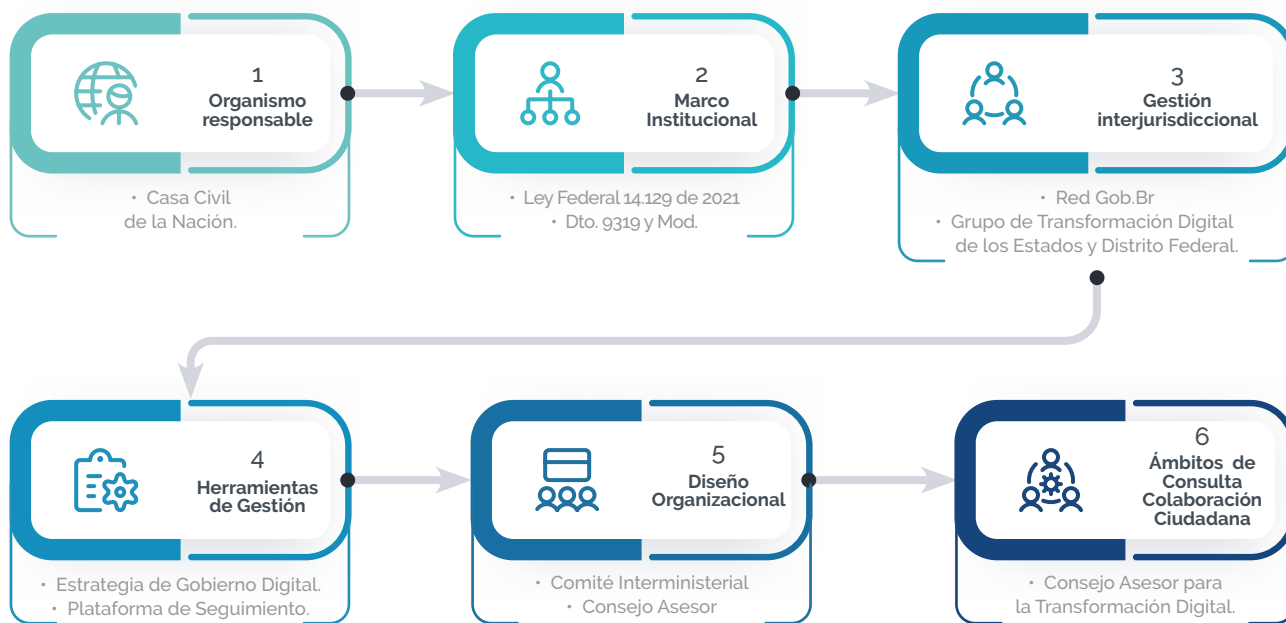 1
Organismo
responsable
• Casa Civil
de la Nación.
2
Marco
Institucional
• Ley Federal 14.129 de 2021
• Dto. 9319 y Mod.
3
Gestión
interjurisdiccional
• Red Gob.Br
• Grupo de Transformación Digital
de los Estados y Distrito Federal.
4
Herramientas
de Gestión
• Estrategia de Gobierno Digital.
• Plataforma de Seguimiento.
5
Diseño
Organizacional
• Comité Interministerial
• Consejo Asesor
6
Ámbitos de
Consulta
Colaboración
Ciudadana
• Consejo Asesor para
la Transformación Digital.